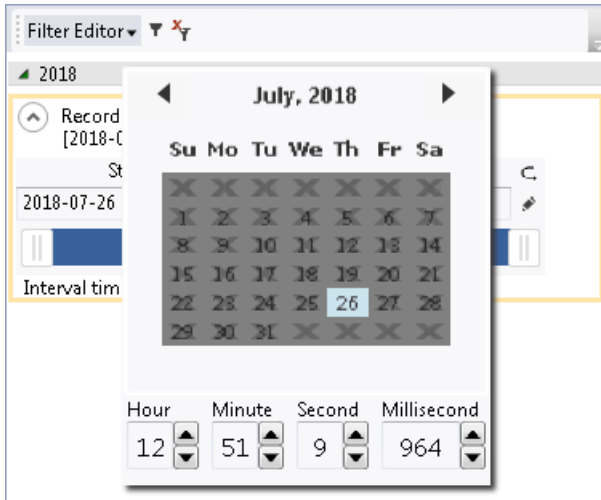 Filter Editor
2018
July, 2018
Record
[2018-0
Su Mo Tu We Th Fr Sa
St
2018-07-26
1 2 3 4 5 6 7
8 9 10 11 12 13 14
15 16 17 18 19 20 21
22 23 24 25 26 27 28
29 30 31
Interval tim
Hour Minute Second Millisecond
12 51 9 964